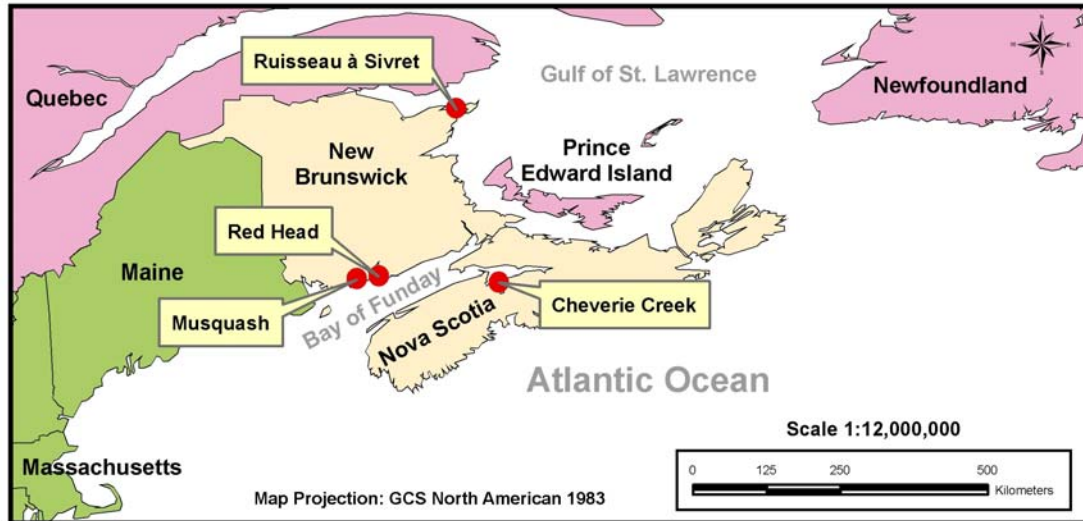 Ruisseau à Sivret
Gulf of St. Lawrence
Quebec
Newfoundland
New
Brunswick
Prince
Edward Island
Red Head
Maine
Musquash
Bay of Funday
Nova Scotia
Cheverie Creek
Atlantic Ocean
Massachusetts
Map Projection: GCS North American 1983
Scale 1:12,000,000
0 125 250 500
Kilometers